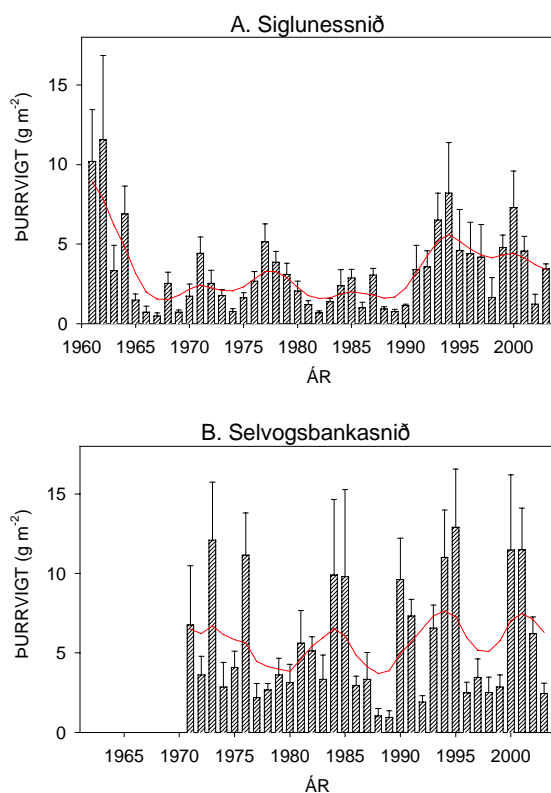 A. Siglunessnið
ÞURRVIGT (g m-2)
15
10
5
0
1960 1965 1970 1975 1980 1985 1990 1995 2000
ÁR
B. Selvogsbankasnið
ÞURRVIGT (g m-2)
15
10
5
0
1965 1970 1975 1980 1985 1990 1995 2000
ÁR